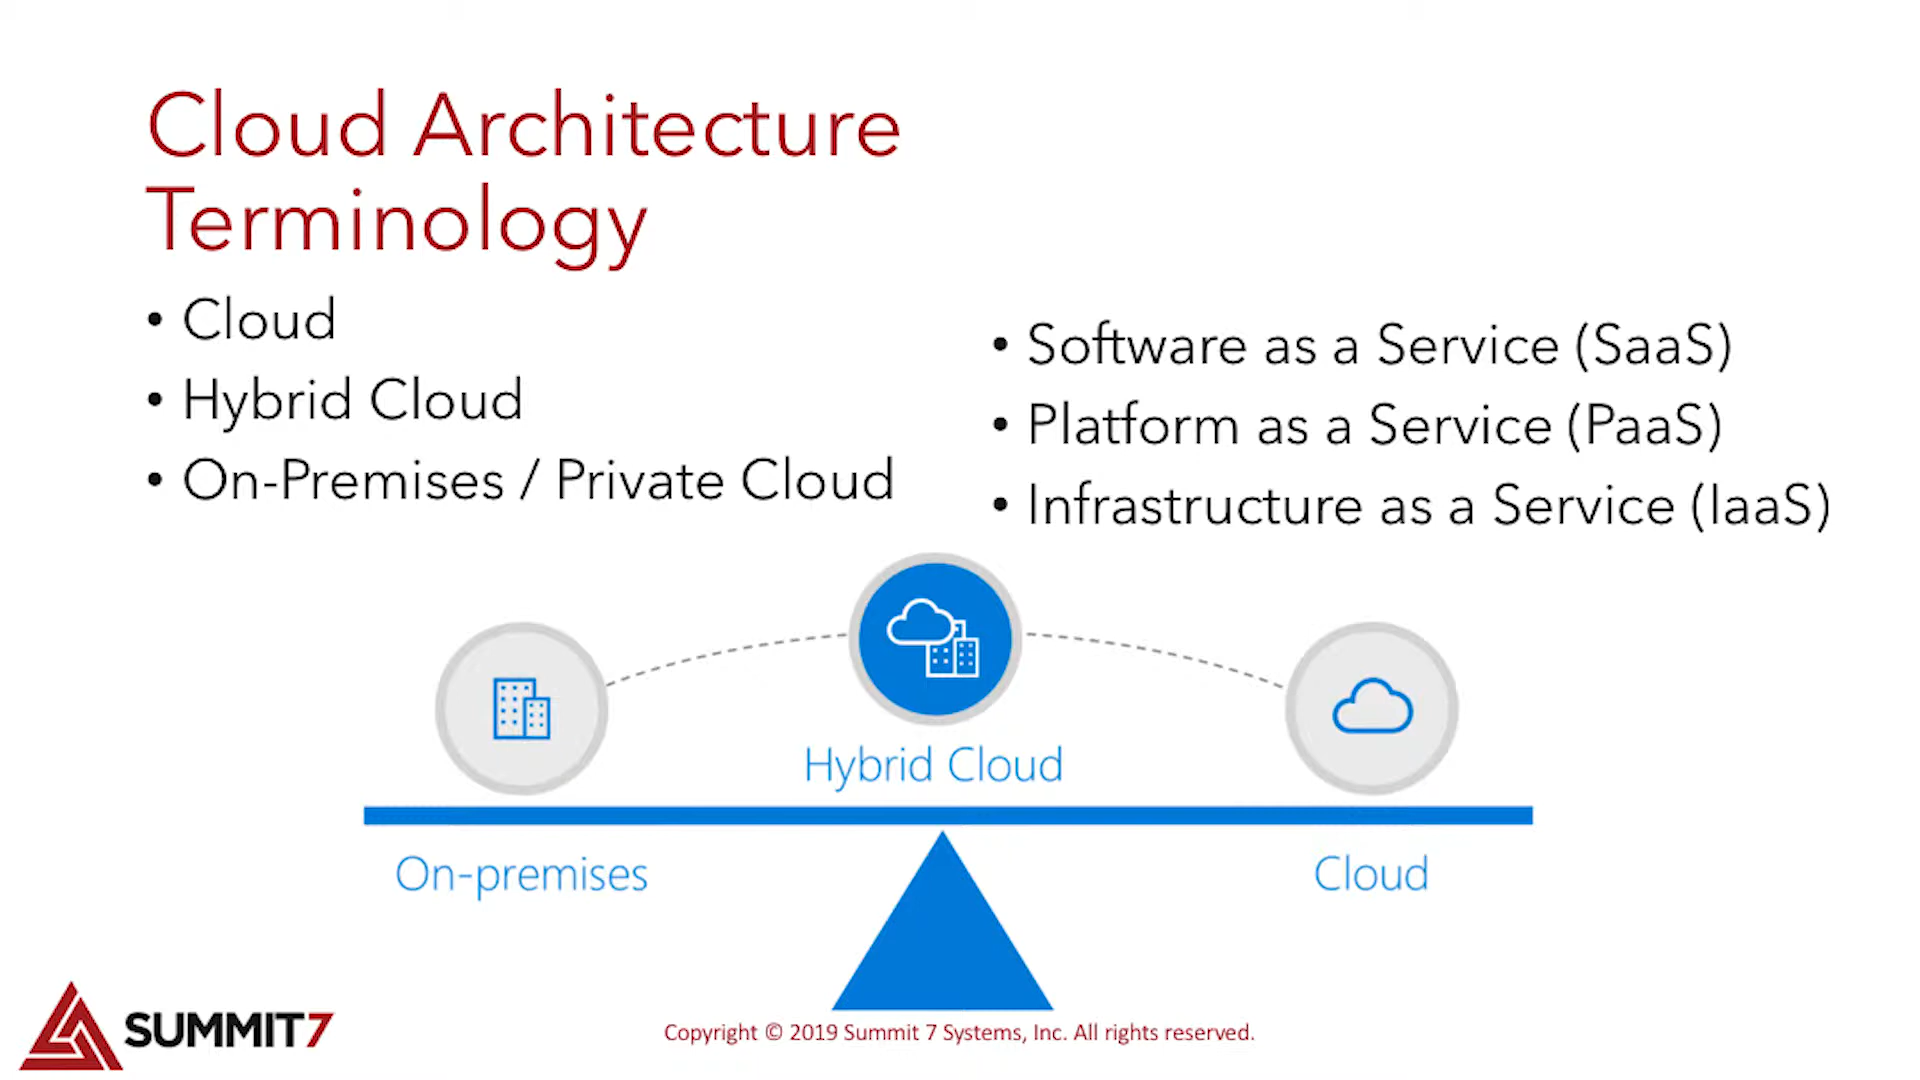 Cloud Architecture
Terminology
• Cloud
• Hybrid Cloud
• On-Premises / Private Cloud
• Software as a Service (SaaS)
• Platform as a Service (PaaS)
• Infrastructure as a Service (IaaS)
Hybrid Cloud
On-premises
Cloud
SUMMIT7
Copyright © 2019 Summit 7 Systems, Inc. All rights reserved.